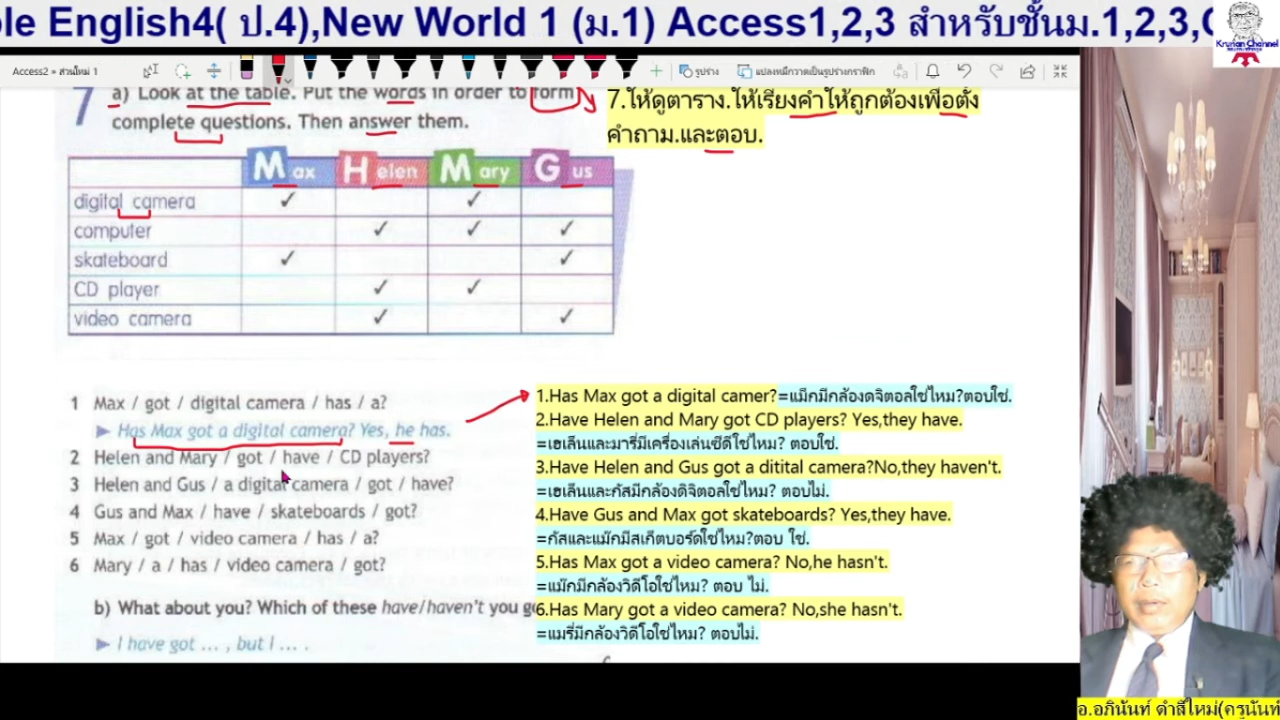 le English4( ป.4),New World 1 (ม.1) Access1,2,3 สำหรับชั้นม.1,2,3,
Krunan Channel
Access2 » ส่วนใหม่ 1
รูปร่าง
แปลงหมึกวาดเป็นรูปร่างกราฟิก
7 a) Look at the table. Put the words in order to form
complete questions. Then answer them.
7.ให้ดูตาราง.ให้เรียงคำให้ถูกต้องเพื่อตั้ง
คำถาม.และตอบ.
Max Helen Mary Gus
digital camera ✓ ✓
computer ✓ ✓ ✓
skateboard ✓ ✓
CD player ✓ ✓
video camera ✓ ✓
1 Max / got / digital camera / has / a?
▶ Has Max got a digital camera? Yes, he has.
2 Helen and Mary / got / have / CD players?
3 Helen and Gus / a digital camera / got / have?
4 Gus and Max / have / skateboards / got?
5 Max / got / video camera / has / a?
6 Mary / a / has / video camera / got?
b) What about you? Which of these have/haven't you g
▶ I have got ... , but I ... .
1.Has Max got a digital camer?=แม็กมีกล้องดจิตอลใช่ไหม?ตอบใช่.
2.Have Helen and Mary got CD players? Yes,they have.
=เฮเล็นและมารี่มีเครื่องเล่นซีดีใช่ไหม? ตอบใช่.
3.Have Helen and Gus got a ditital camera?No,they haven't.
=เฮเล็นและกัสมีกล้องดิจิตอลใช่ไหม? ตอบไม่.
4.Have Gus and Max got skateboards? Yes,they have.
=กัสและแม๊กมีสเก็ตบอร์ดใช่ไหม?ตอบ ใช่.
5.Has Max got a video camera? No,he hasn't.
=แม๊กมีกล้องวิดีโอใช่ไหม? ตอบ ไม่.
6.Has Mary got a video camera? No,she hasn't.
=แมรี่มีกล้องวิดีโอใช่ไหม? ตอบไม่.
อ.อภินันท์ ดำสีใหม่(ครูนันท์